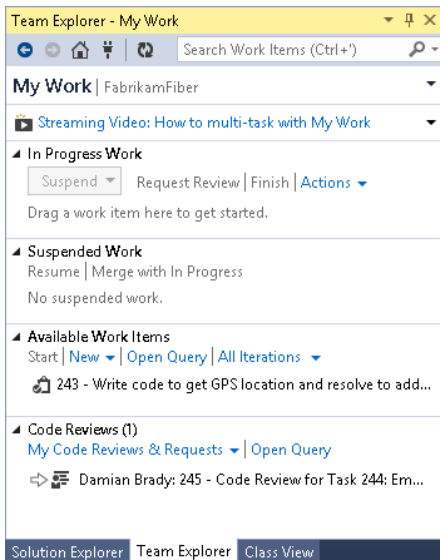 Team Explorer - My Work
Search Work Items (Ctrl+')
My Work | FabrikamFiber
Streaming Video: How to multi-task with My Work
In Progress Work
Suspend Request Review | Finish | Actions
Drag a work item here to get started.
Suspended Work
Resume | Merge with In Progress
No suspended work.
Available Work Items
Start | New | Open Query | All Iterations
243 - Write code to get GPS location and resolve to add...
Code Reviews (1)
My Code Reviews & Requests | Open Query
Damian Brady: 245 - Code Review for Task 244: Em...
Solution Explorer Team Explorer Class View